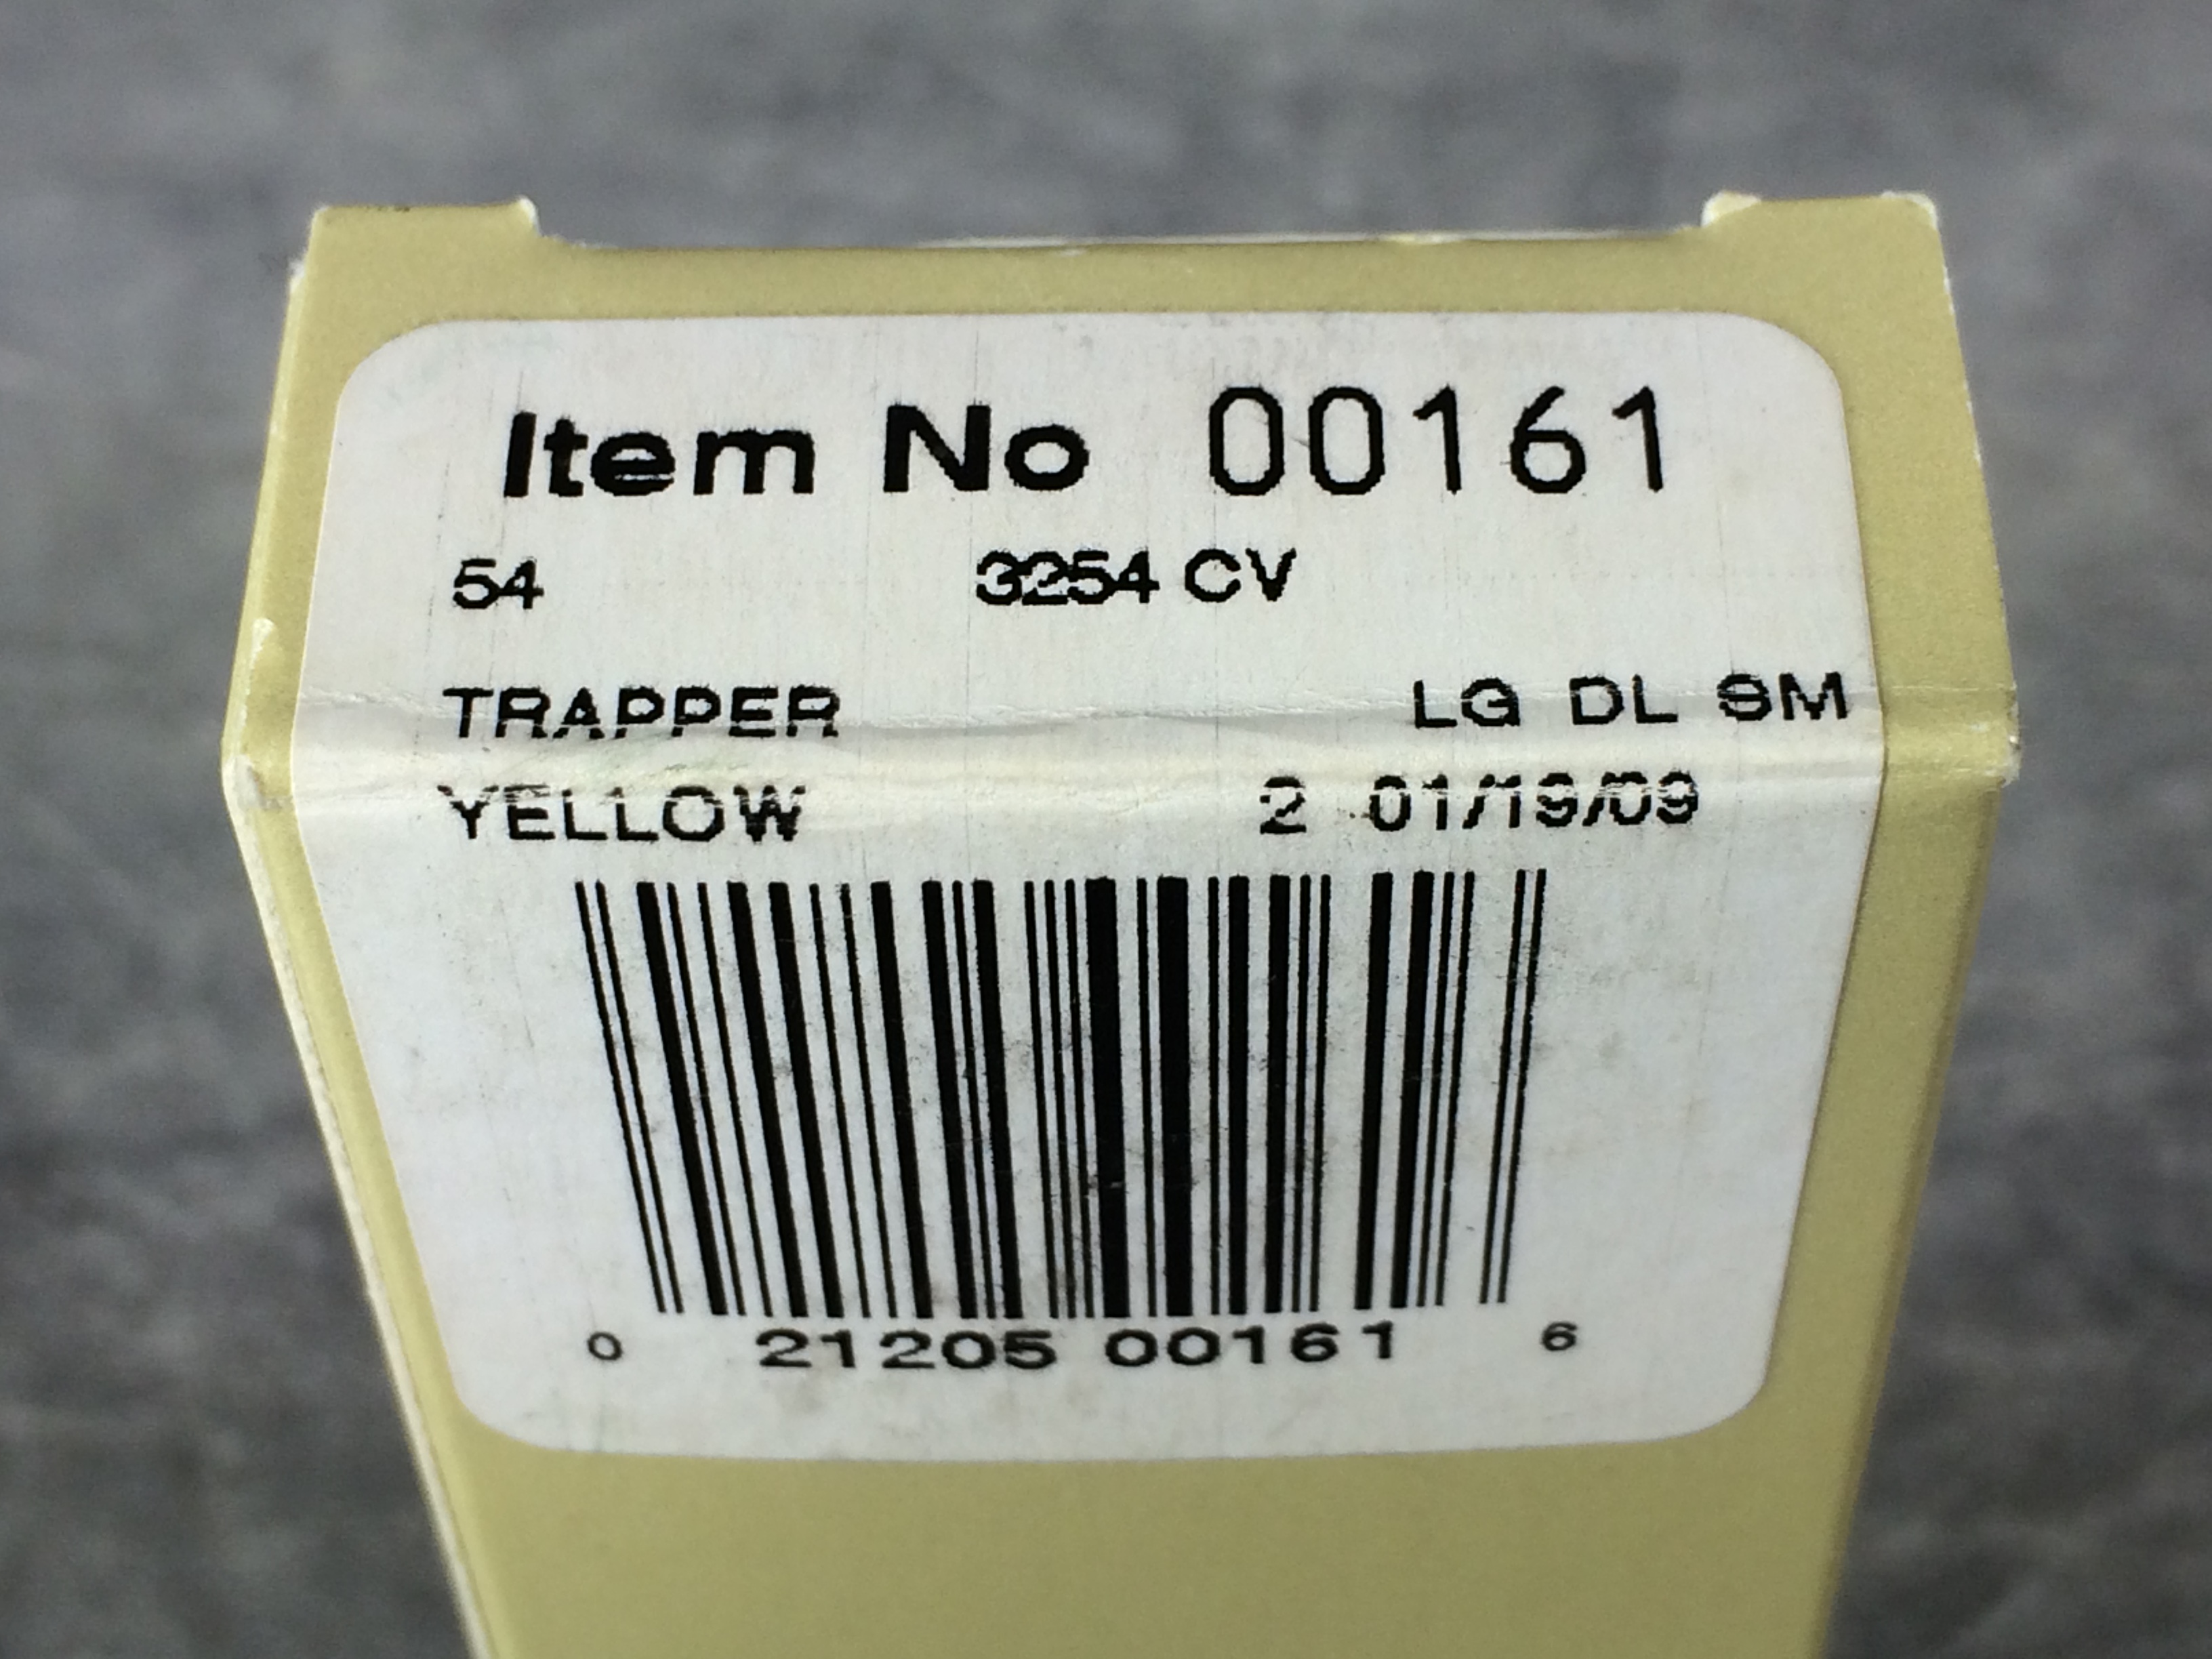 Item No 00161
54 3254 CV
TRAPPER LG DL SM
YELLOW 2 01/19/09
0 21205 00161 6